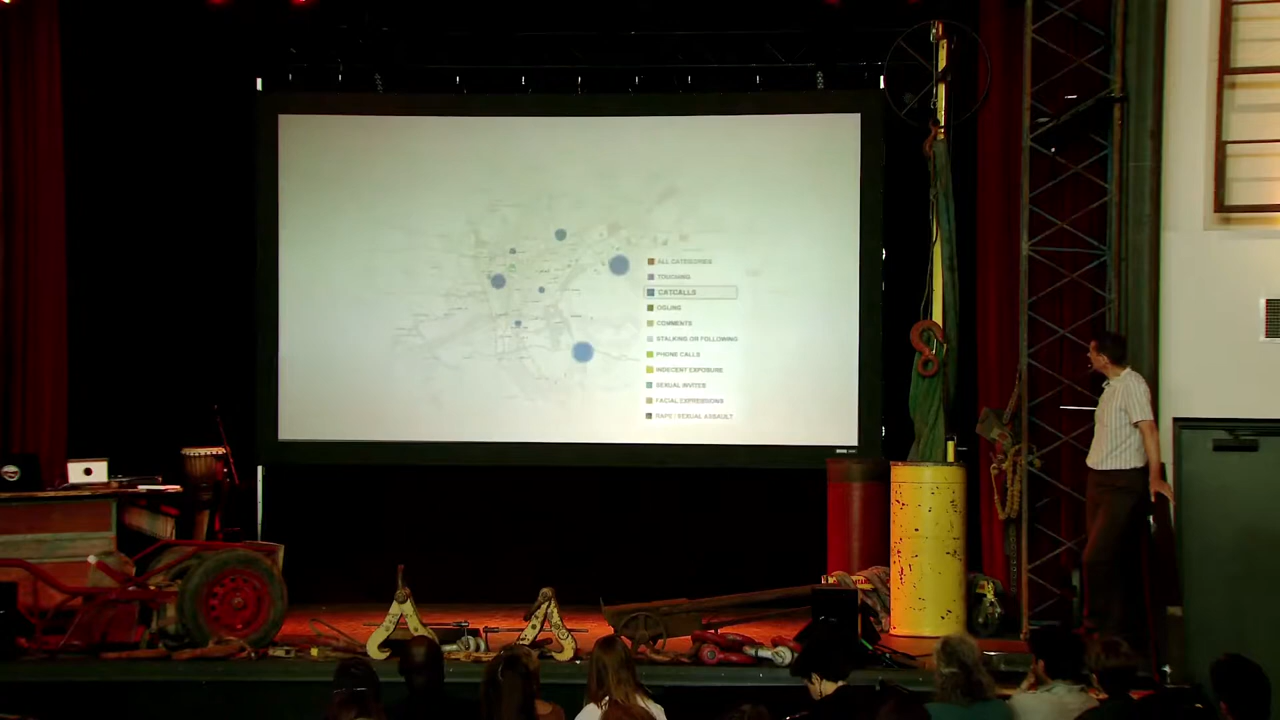 ALL CATEGORIES
TOUCHING
CATCALLS
OGLING
COMMENTS
STALKING OR FOLLOWING
PHONE CALLS
INDECENT EXPOSURE
SEXUAL INVITES
FACIAL EXPRESSIONS
RAPE / SEXUAL ASSAULT